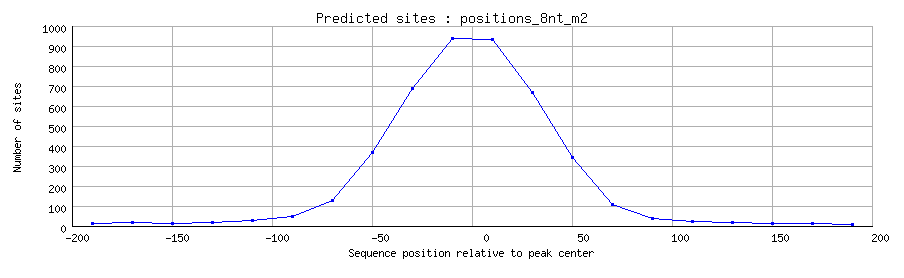 Predicted sites : positions_8nt_m2
1000
900
800
700
600
500
400
300
200
100
0
-200 -150 -100 -50 0 50 100 150 200
Number of sites
Sequence position relative to peak center